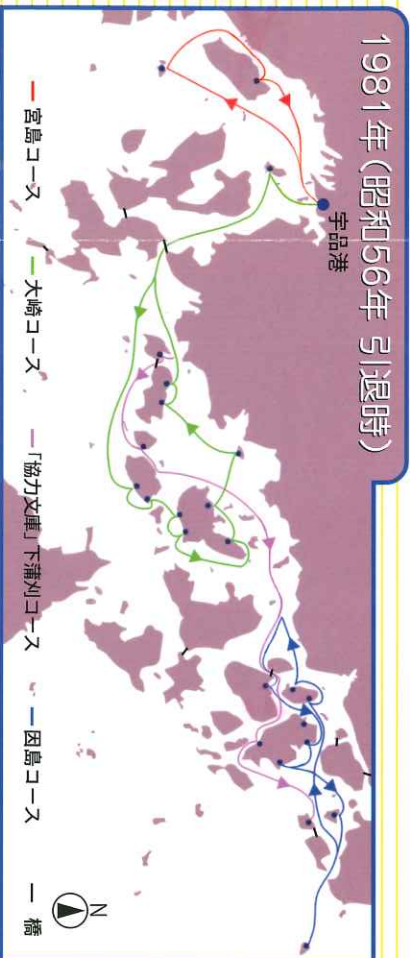 1981年(昭和56年 引退時)
宇品港
宮島コース
大崎コース
「協力文庫」下蒲刈コース
因島コース
橋
N